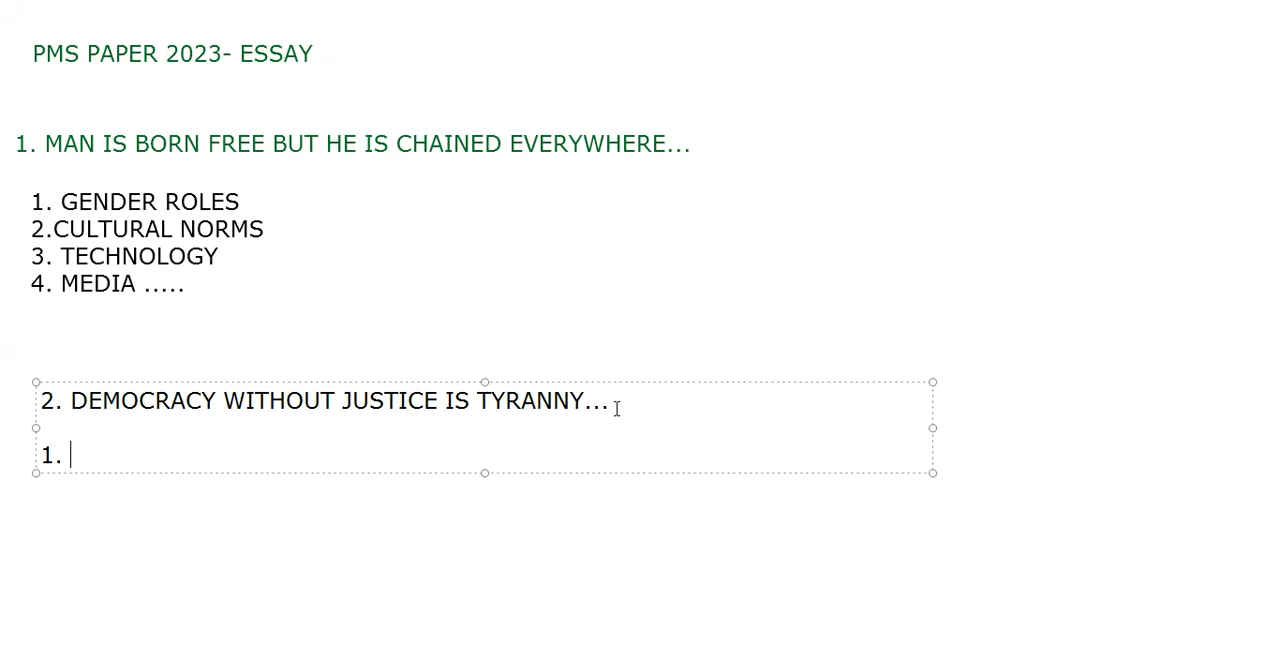 PMS PAPER 2023- ESSAY
1. MAN IS BORN FREE BUT HE IS CHAINED EVERYWHERE...
1. GENDER ROLES
2.CULTURAL NORMS
3. TECHNOLOGY
4. MEDIA .....
2. DEMOCRACY WITHOUT JUSTICE IS TYRANNY...
1.